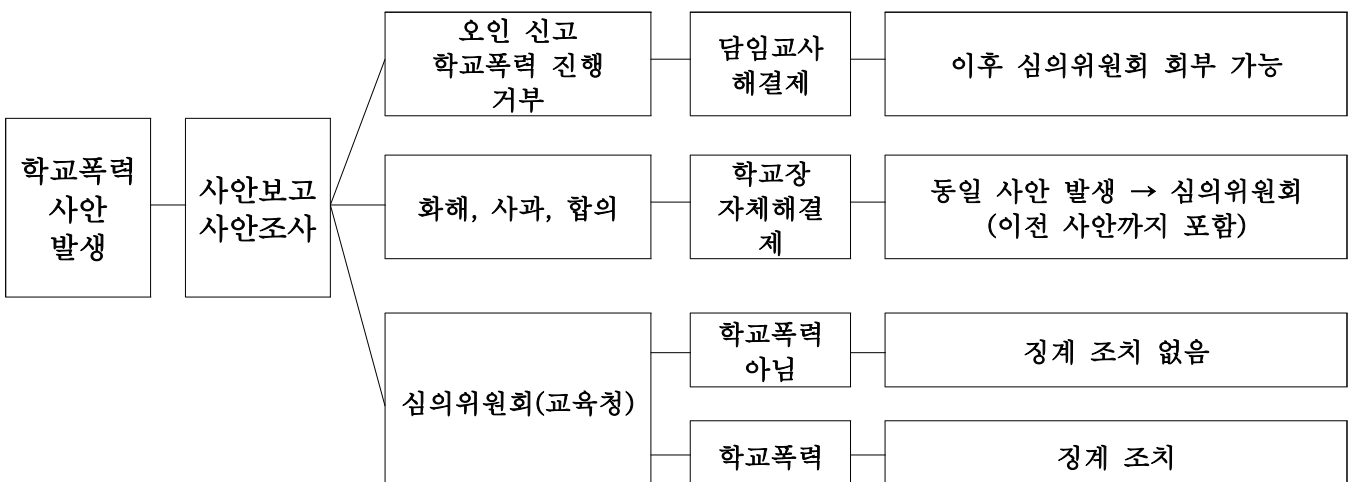 학교폭력
사안
발생
사안보고
사안조사
오인 신고
학교폭력 진행
거부
담임교사
해결제
이후 심의위원회 회부 가능
화해, 사과, 합의
학교장
자체해결
제
동일 사안 발생 → 심의위원회
(이전 사안까지 포함)
심의위원회(교육청)
학교폭력
아님
징계 조치 없음
학교폭력
징계 조치